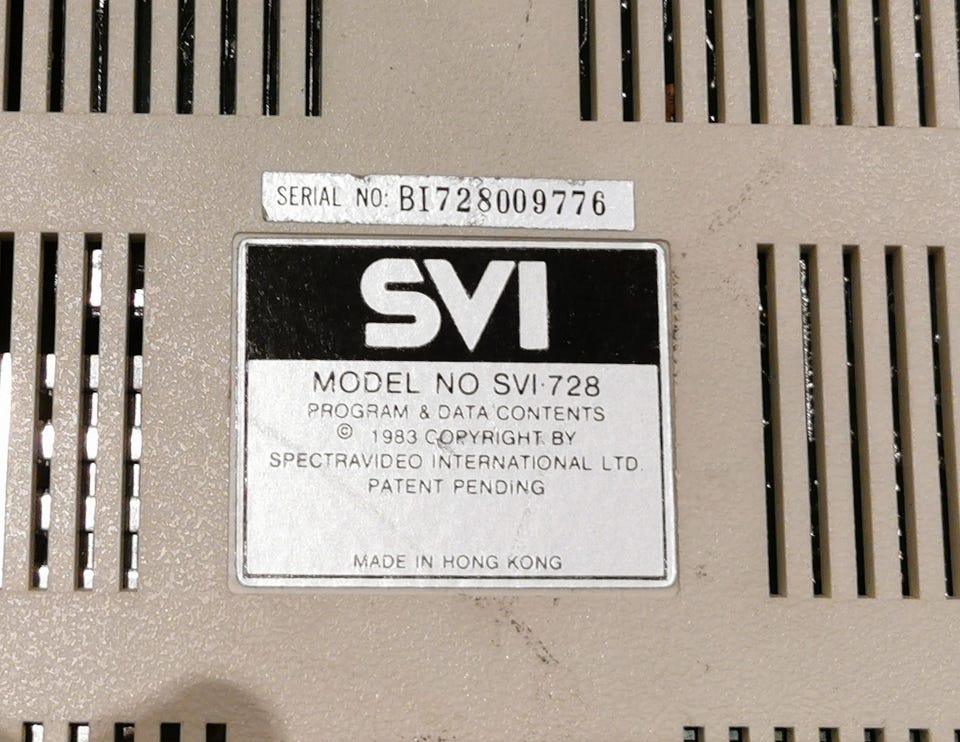 SERIAL NO: BI728009776
SVI
MODEL NO SVI·728
PROGRAM & DATA CONTENTS
© 1983 COPYRIGHT BY
SPECTRAVIDEO INTERNATIONAL LTD.
PATENT PENDING
MADE IN HONG KONG